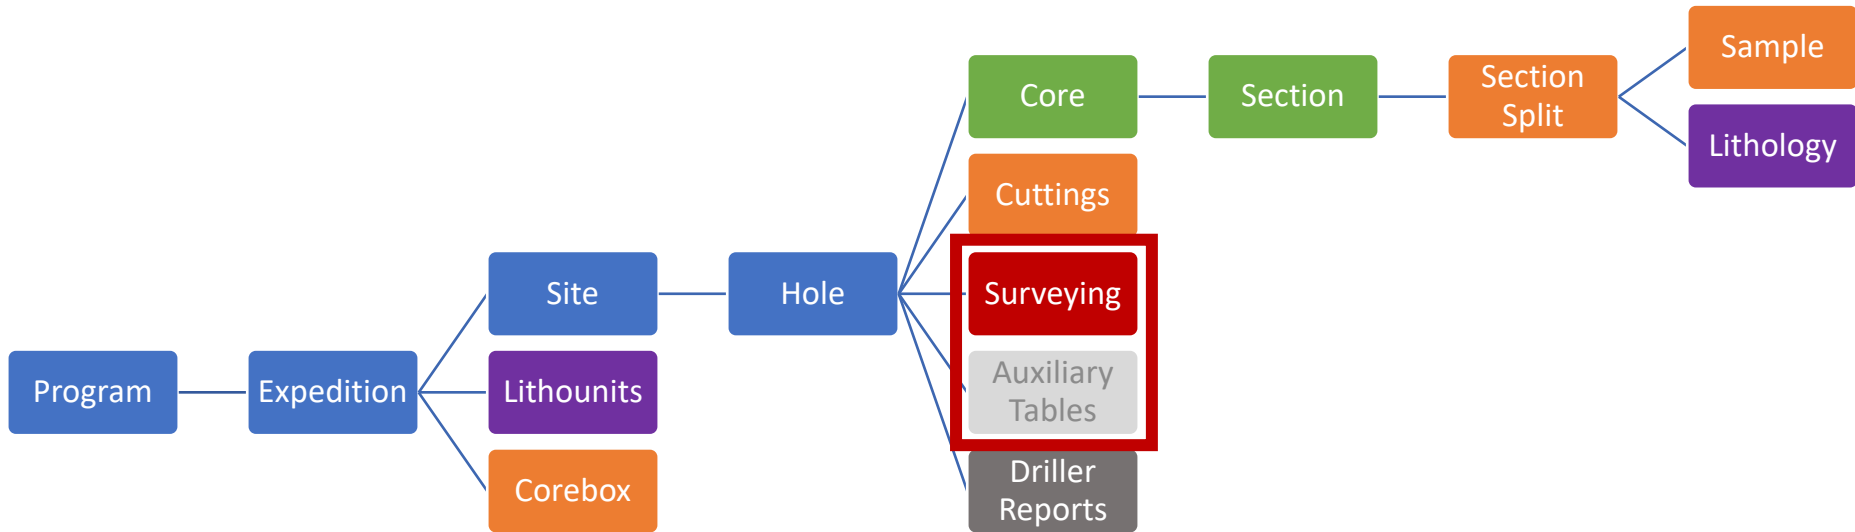 Program
Expedition
Site
Lithounits
Corebox
Hole
Core
Cuttings
Surveying
Auxiliary
Tables
Driller
Reports
Section
Section
Split
Sample
Lithology